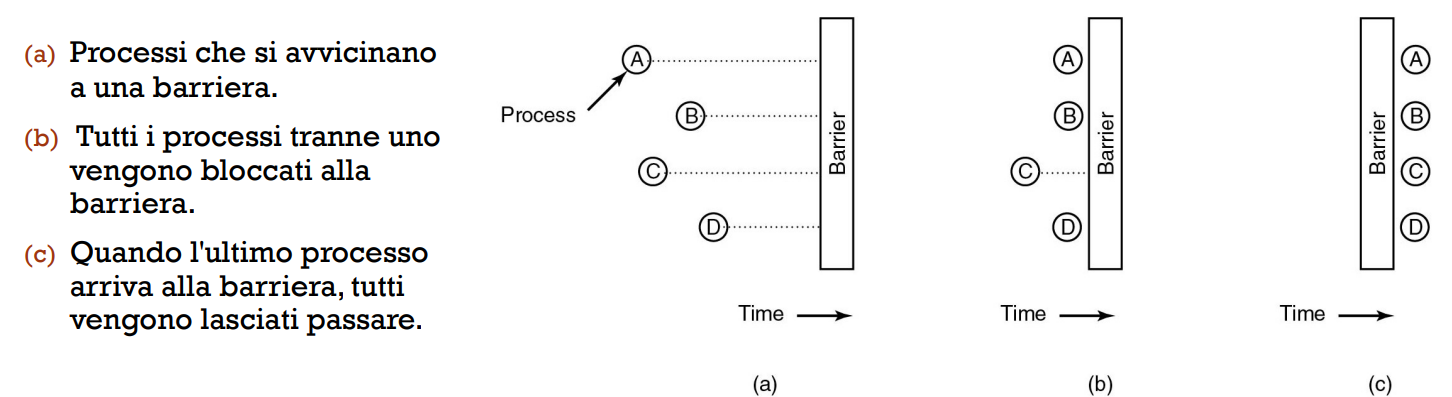 (a) Processi che si avvicinano
a una barriera.
(b) Tutti i processi tranne uno
vengono bloccati alla
barriera.
(c) Quando l'ultimo processo
arriva alla barriera, tutti
vengono lasciati passare.
Process
A
B
C
D
Barrier
Time
(a)
A
B
C
D
Barrier
Time
(b)
Barrier
A
B
C
D
Time
(c)